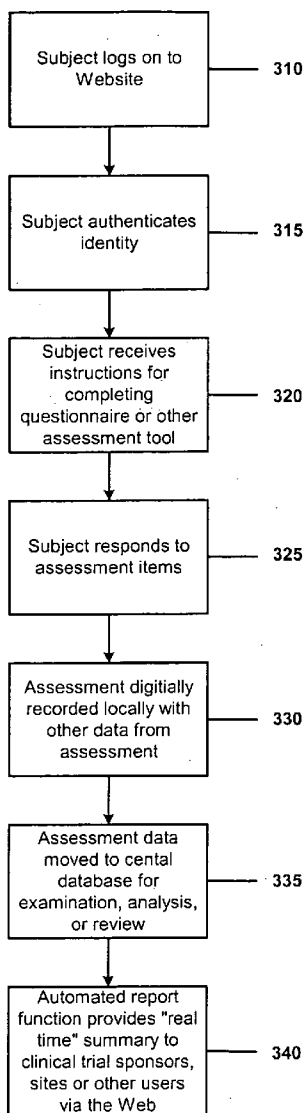 Subject logs on to
Website
310
Subject authenticates
identity
315
Subject receives
instructions for
completing
questionnaire or other
assessment tool
320
Subject responds to
assessment items
325
Assessment digitially
recorded locally with
other data from
assessment
330
Assessment data
moved to cental
database for
examination, analysis,
or review
335
Automated report
function provides "real
time" summary to
clinical trial sponsors,
sites or other users
via the Web
340